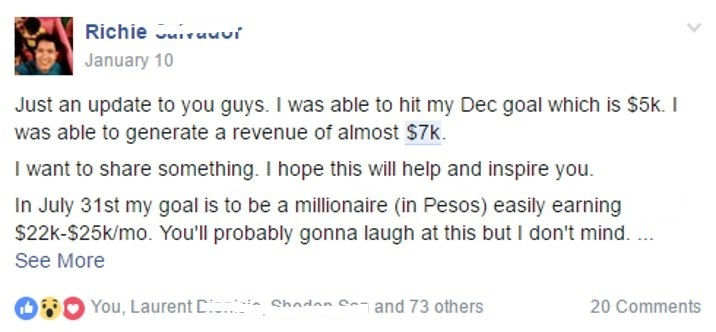 Richie
January 10
Just an update to you guys. I was able to hit my Dec goal which is $5k. I
was able to generate a revenue of almost $7k.
I want to share something. I hope this will help and inspire you.
In July 31st my goal is to be a millionaire (in Pesos) easily earning
$22k-$25k/mo. You'll probably gonna laugh at this but I don't mind. ...
See More
You, Laurent and 73 others
20 Comments